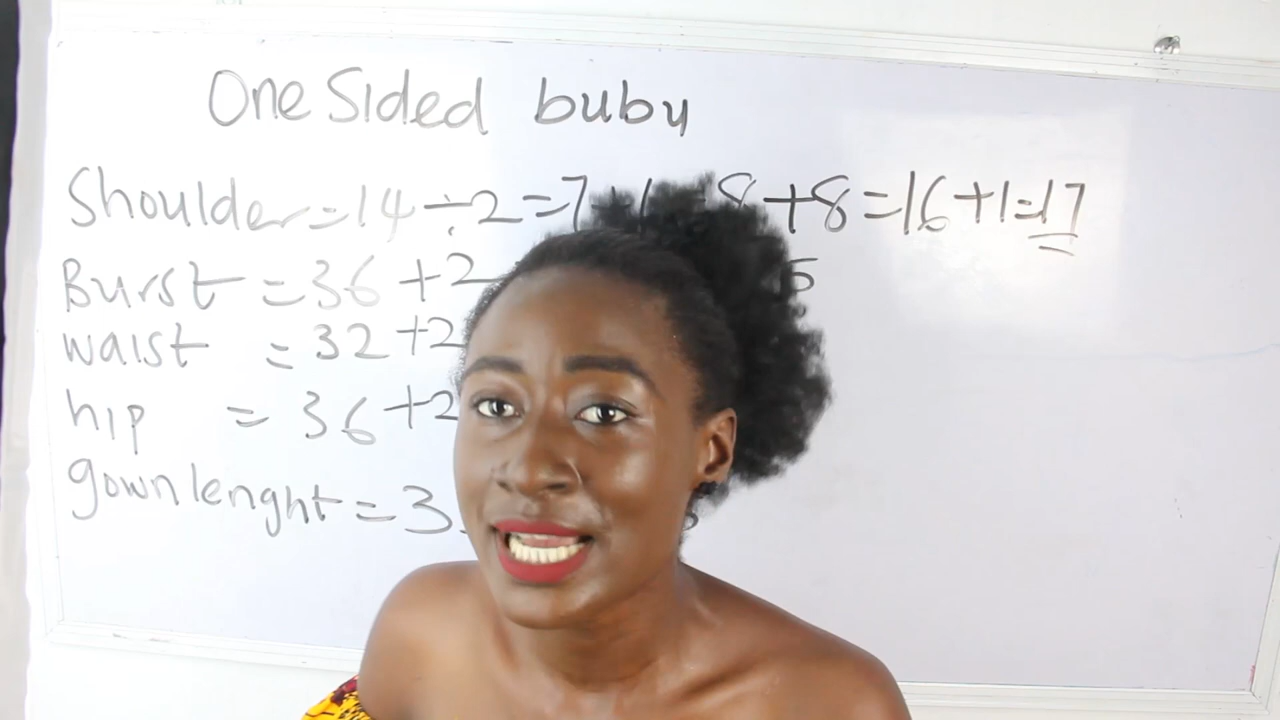 One Sided buby
Shoulder = 14 ÷ 2 = 7 + 1 = 8 + 8 = 16 + 1 = 17
Burst = 36 + 2 5
waist = 32 + 2
hip = 36 + 2
gown lenght = 3